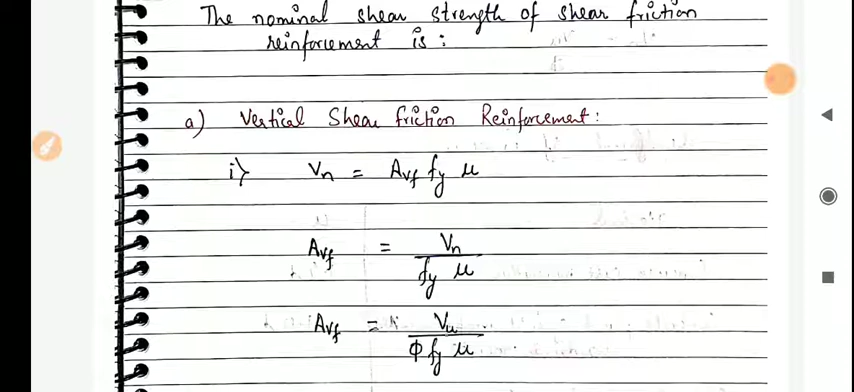 The nominal shear strength of shear friction
reinforcement is :
a) Vertical Shear friction Reinforcement :
i) Vn = Avf fy μ
Avf = Vn / fy μ
Avf = Vu / φ fy μ